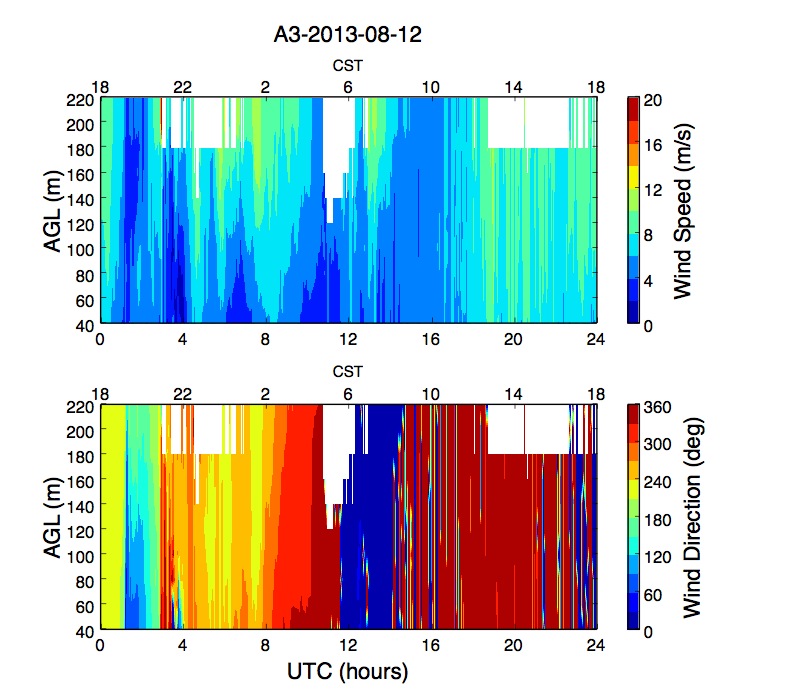 A3-2013-08-12
CST
18 22 2 6 10 14 18
220
200
180
160
140
120
100
80
60
40
AGL (m)
0 4 8 12 16 20 24
20
16
12
8
4
0
Wind Speed (m/s)
CST
18 22 2 6 10 14 18
220
200
180
160
140
120
100
80
60
40
AGL (m)
0 4 8 12 16 20 24
UTC (hours)
360
300
240
180
120
60
0
Wind Direction (deg)